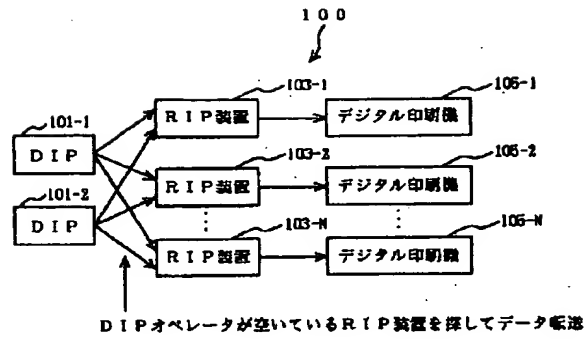 100
103-1
105-1
101-1
RIP装置
デジタル印刷機
DIP
103-2
105-2
101-2
RIP装置
デジタル印刷機
DIP
103-N
105-N
RIP装置
デジタル印刷機
DIPオペレータが空いているRIP装置を探してデータ転送